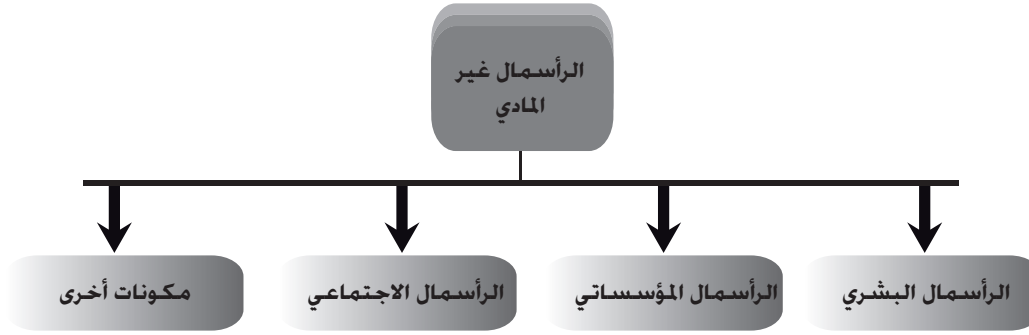 الرأسمال غير
المادي
الرأسمال البشري
الرأسمال المؤسساتي
الرأسمال الاجتماعي
مكونات أخرى